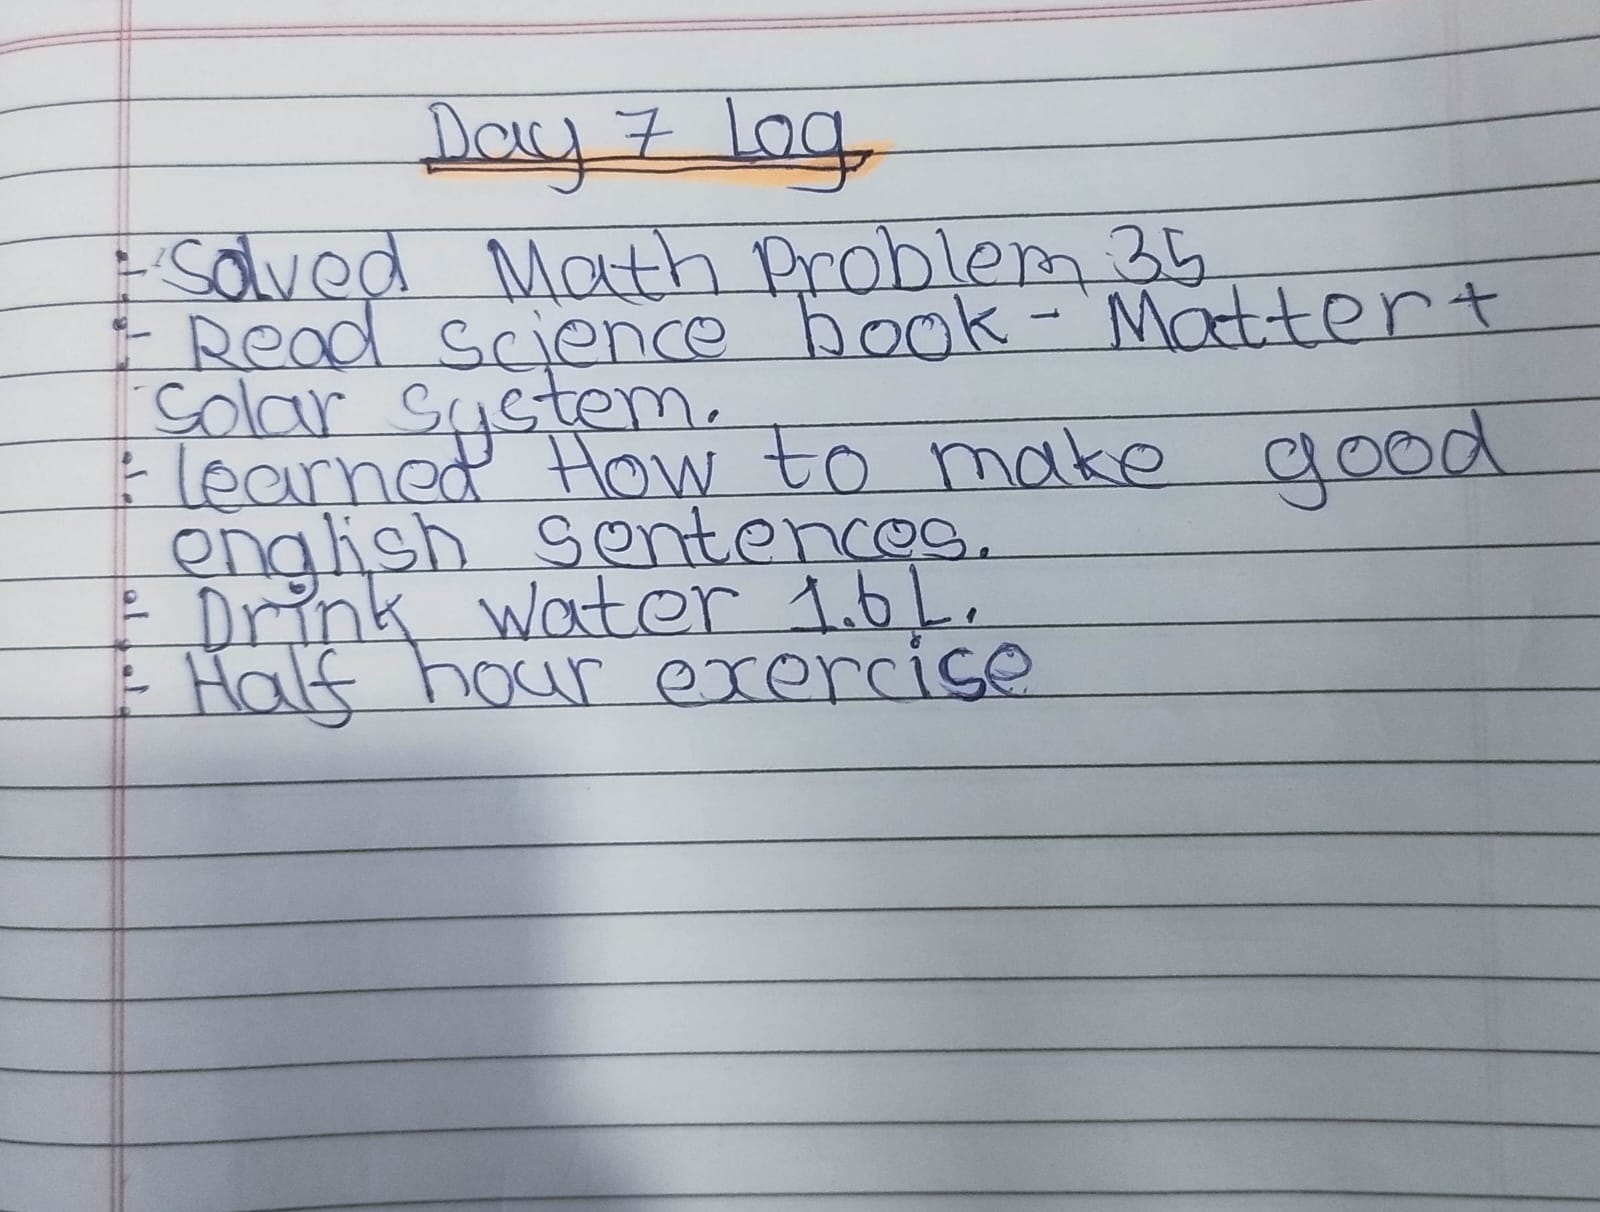 Day 7 Log
:- Solved Math Problem 35
:- Read science book - Matter +
Solar system.
:- learned How to make good
english sentences.
:- Drink water 1.6L.
:- Half hour exercise